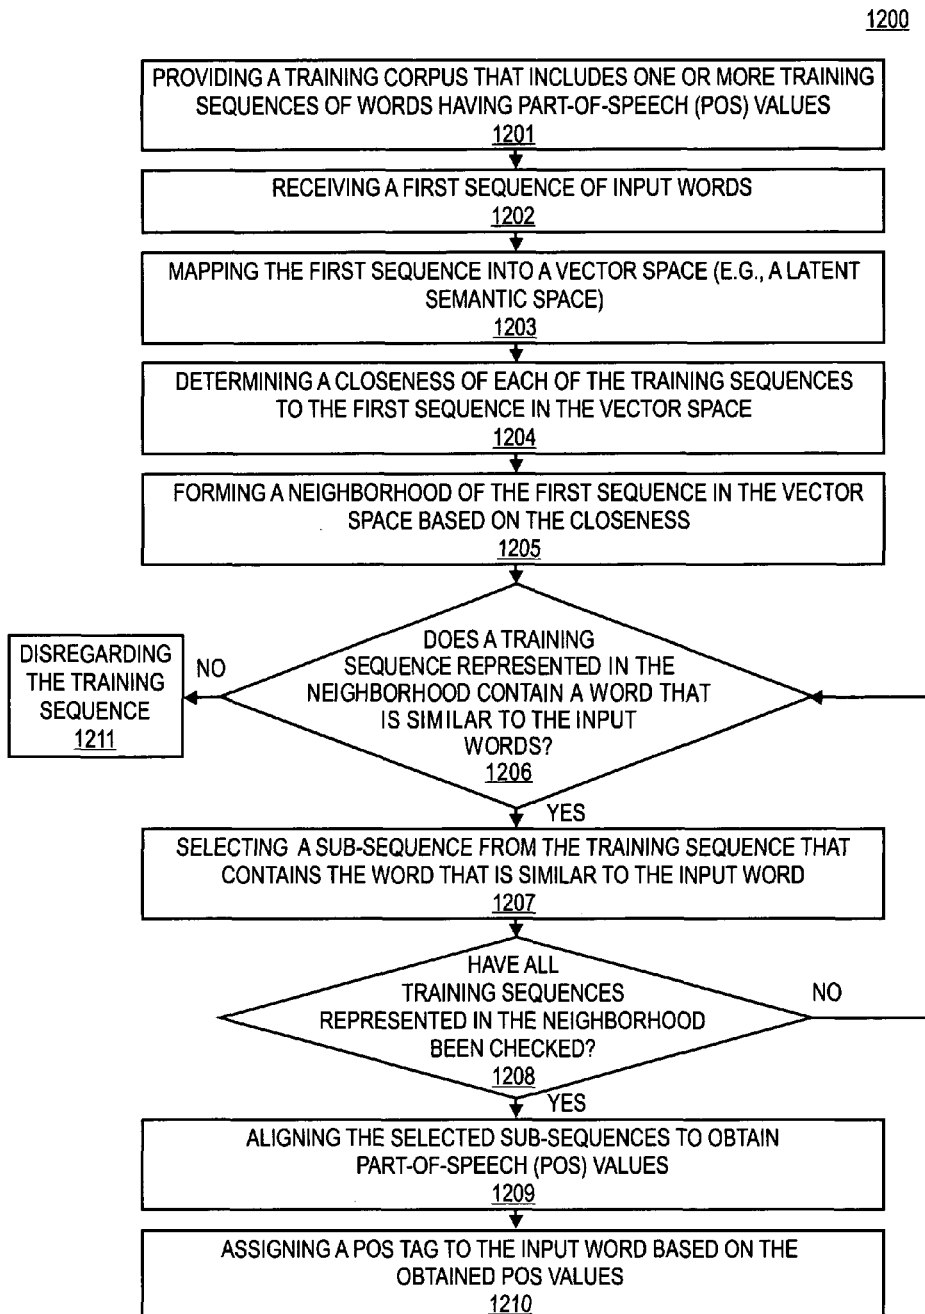 1200
PROVIDING A TRAINING CORPUS THAT INCLUDES ONE OR MORE TRAINING
SEQUENCES OF WORDS HAVING PART-OF-SPEECH (POS) VALUES
1201
RECEIVING A FIRST SEQUENCE OF INPUT WORDS
1202
MAPPING THE FIRST SEQUENCE INTO A VECTOR SPACE (E.G., A LATENT
SEMANTIC SPACE)
1203
DETERMINING A CLOSENESS OF EACH OF THE TRAINING SEQUENCES
TO THE FIRST SEQUENCE IN THE VECTOR SPACE
1204
FORMING A NEIGHBORHOOD OF THE FIRST SEQUENCE IN THE VECTOR
SPACE BASED ON THE CLOSENESS
1205
DOES A TRAINING
SEQUENCE REPRESENTED IN THE
NEIGHBORHOOD CONTAIN A WORD THAT
IS SIMILAR TO THE INPUT
WORDS?
1206
NO
DISREGARDING
THE TRAINING
SEQUENCE
1211
YES
SELECTING A SUB-SEQUENCE FROM THE TRAINING SEQUENCE THAT
CONTAINS THE WORD THAT IS SIMILAR TO THE INPUT WORD
1207
HAVE ALL
TRAINING SEQUENCES
REPRESENTED IN THE NEIGHBORHOOD
BEEN CHECKED?
1208
NO
YES
ALIGNING THE SELECTED SUB-SEQUENCES TO OBTAIN
PART-OF-SPEECH (POS) VALUES
1209
ASSIGNING A POS TAG TO THE INPUT WORD BASED ON THE
OBTAINED POS VALUES
1210